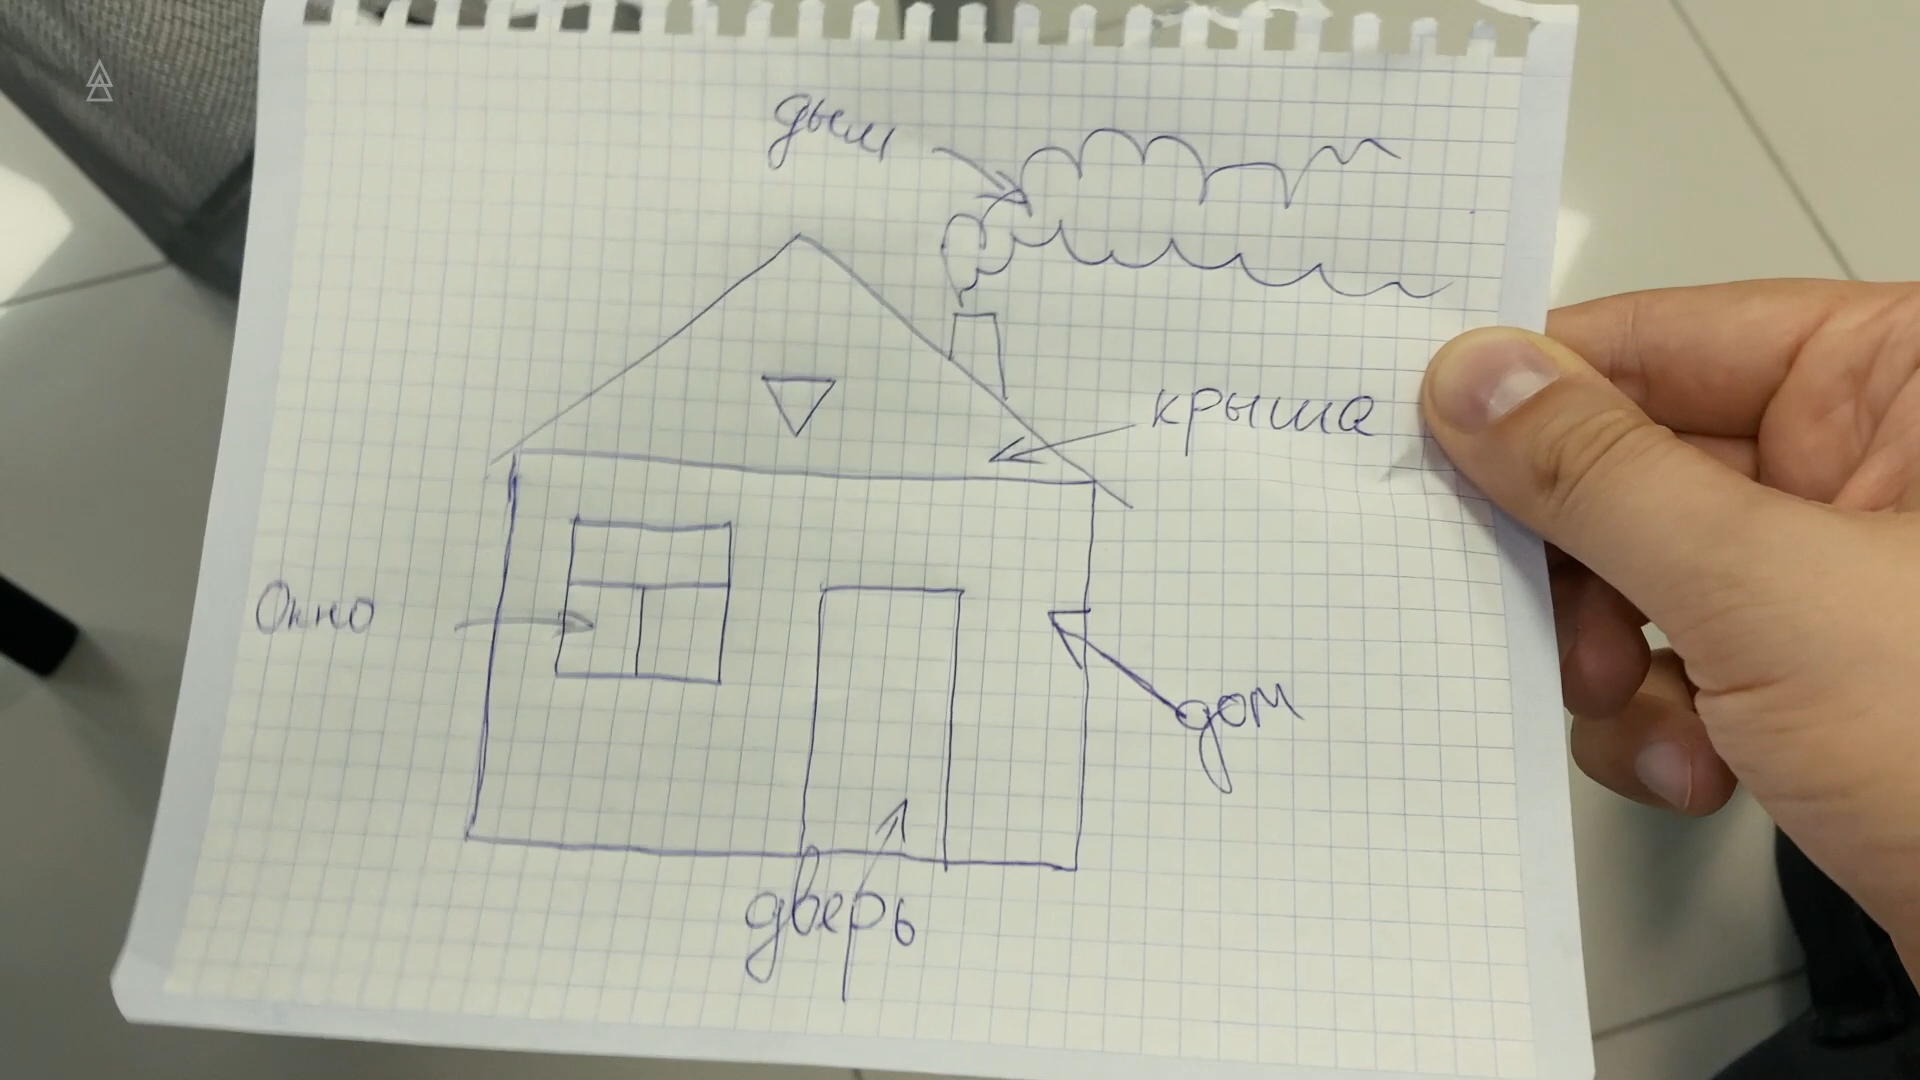 дым
крыша
Окно
дом
дверь